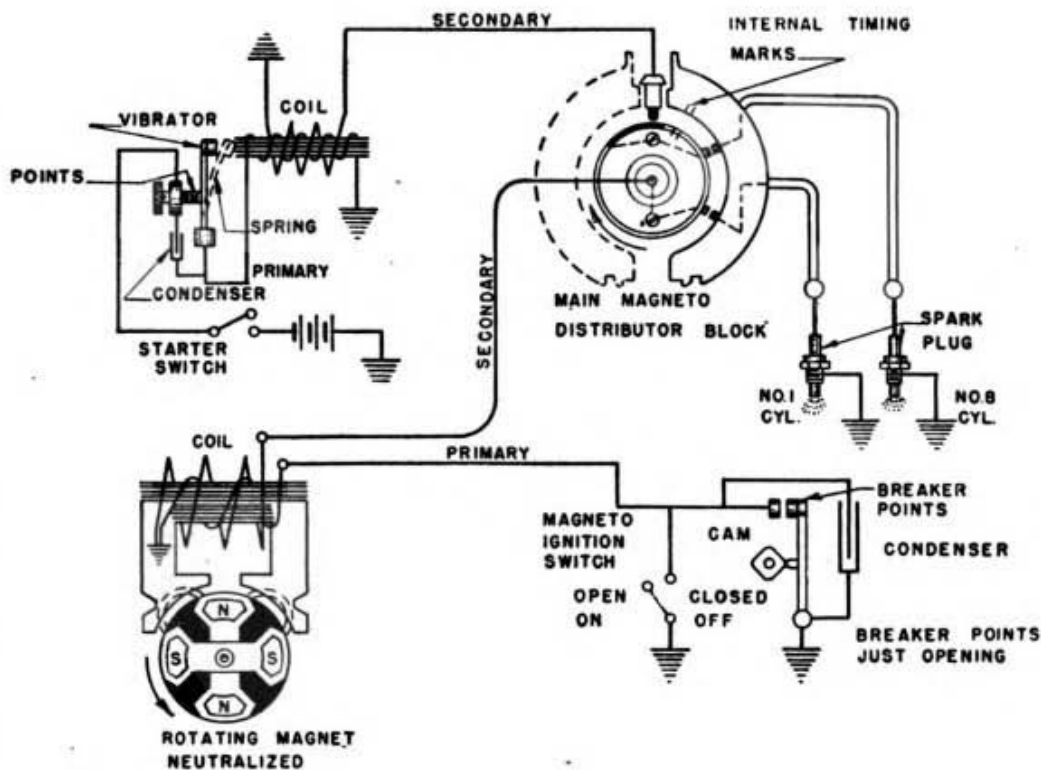 SECONDARY
INTERNAL TIMING
MARKS
COIL
VIBRATOR
POINTS
SPRING
PRIMARY
CONDENSER
STARTER
SWITCH
SECONDARY
MAIN MAGNETO
DISTRIBUTOR BLOCK
SPARK
PLUG
NO.1
CYL.
NO.8
CYL.
COIL
PRIMARY
MAGNETO
IGNITION
SWITCH
CAM
BREAKER
POINTS
CONDENSER
OPEN
ON
CLOSED
OFF
BREAKER POINTS
JUST OPENING
N
S
S
N
ROTATING MAGNET
NEUTRALIZED